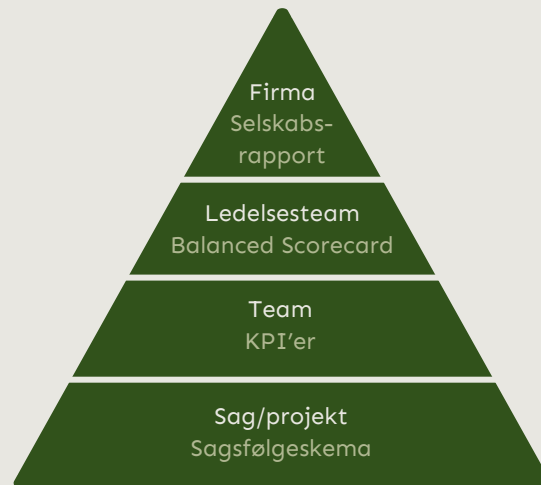 Firma
Selskabs-
rapport
Ledelsesteam
Balanced Scorecard
Team
KPI’er
Sag/projekt
Sagsfølgeskema